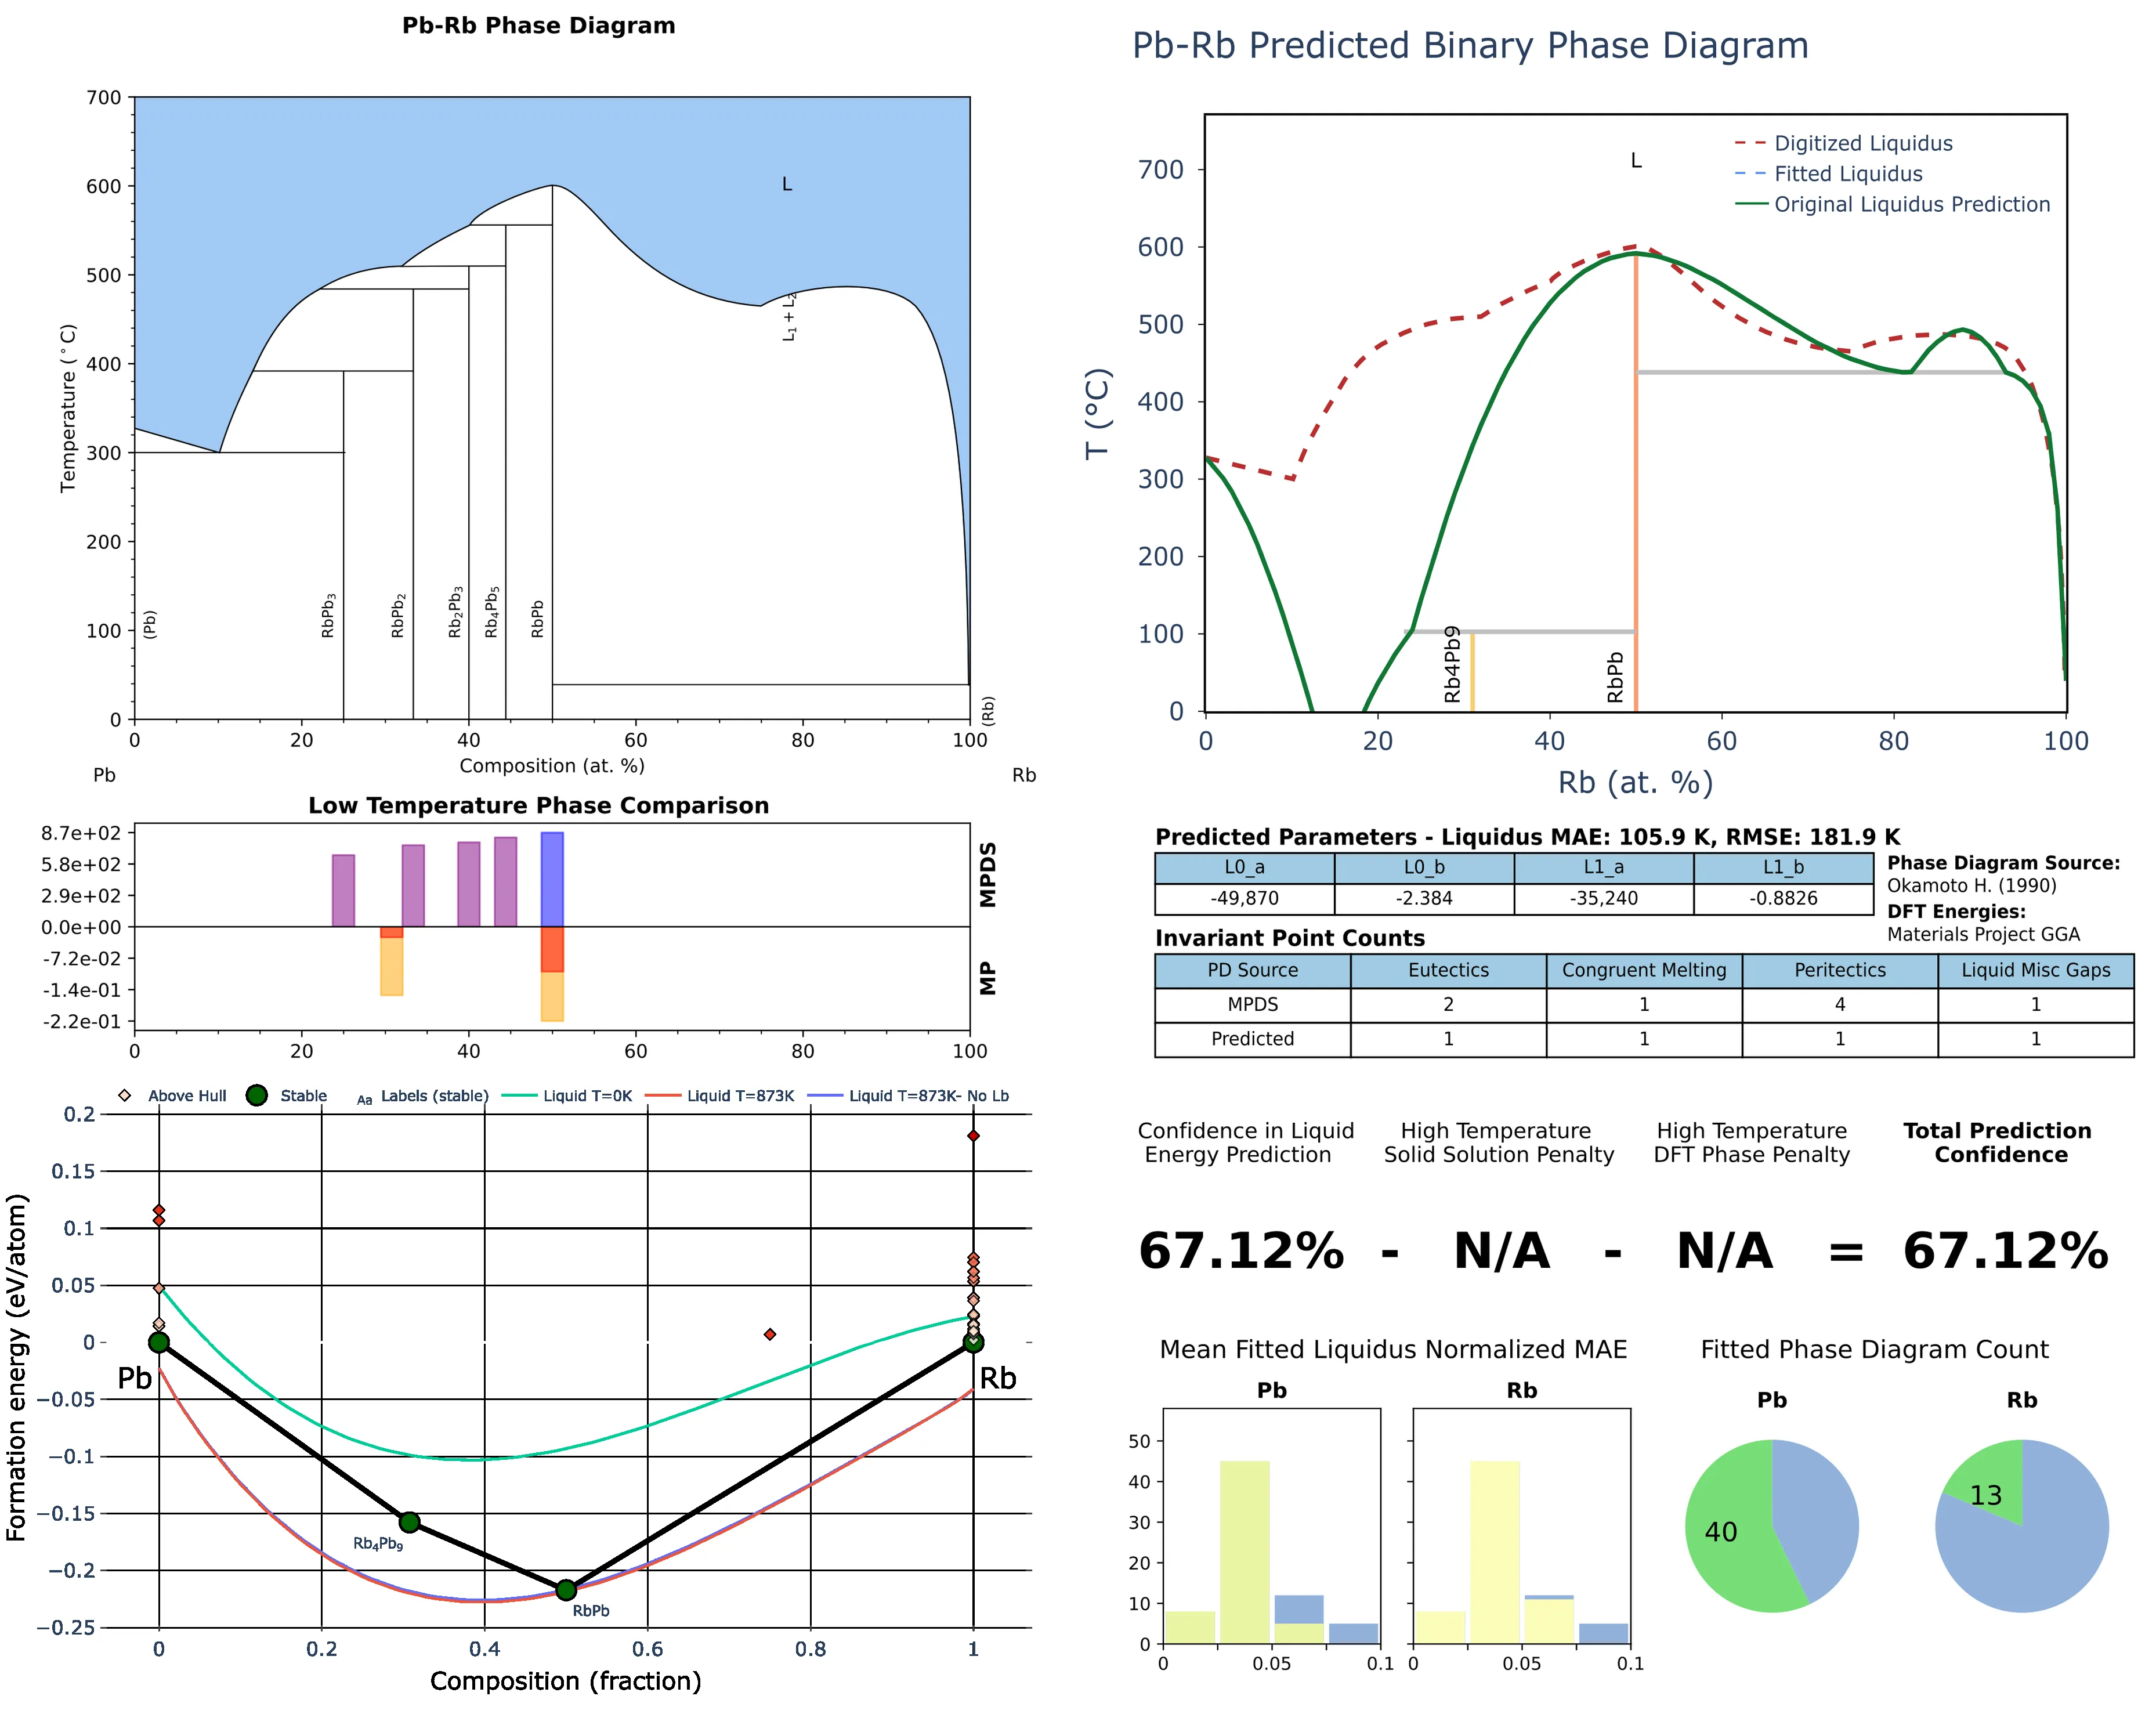 Pb-Rb Phase Diagram
700
600
500
400
300
200
100
0
Temperature (°C)
L
L₁ + L₂
(Pb)
RbPb₃
RbPb₂
Rb₂Pb₃
Rb₄Pb₅
RbPb
(Rb)
0 20 40 60 80 100
Composition (at. %)
Pb Rb
Low Temperature Phase Comparison
8.7e+02
5.8e+02
2.9e+02
0.0e+00
-7.2e-02
-1.4e-01
-2.2e-01
MPDS
MP
0 20 40 60 80 100
Above Hull Stable Aa Labels (stable) Liquid T=0K Liquid T=873K Liquid T=873K- No Lb
0.2
0.15
0.1
0.05
0
−0.05
−0.1
−0.15
−0.2
−0.25
Formation energy (eV/atom)
Pb
Rb
Rb₄Pb₉
RbPb
0 0.2 0.4 0.6 0.8 1
Composition (fraction)
Pb-Rb Predicted Binary Phase Diagram
Digitized Liquidus
Fitted Liquidus
Original Liquidus Prediction
L
700
600
500
400
300
200
100
0
T (°C)
Rb4Pb9
RbPb
0 20 40 60 80 100
Rb (at. %)
Predicted Parameters - Liquidus MAE: 105.9 K, RMSE: 181.9 K
L0_a L0_b L1_a L1_b
-49,870 -2.384 -35,240 -0.8826
Phase Diagram Source:
Okamoto H. (1990)
DFT Energies:
Materials Project GGA
Invariant Point Counts
PD Source Eutectics Congruent Melting Peritectics Liquid Misc Gaps
MPDS 2 1 4 1
Predicted 1 1 1 1
Confidence in Liquid
Energy Prediction
High Temperature
Solid Solution Penalty
High Temperature
DFT Phase Penalty
Total Prediction
Confidence
67.12% - N/A - N/A = 67.12%
Mean Fitted Liquidus Normalized MAE
Pb
Rb
50
40
30
20
10
0
0 0.05 0.1
0 0.05 0.1
Fitted Phase Diagram Count
Pb
Rb
40
13